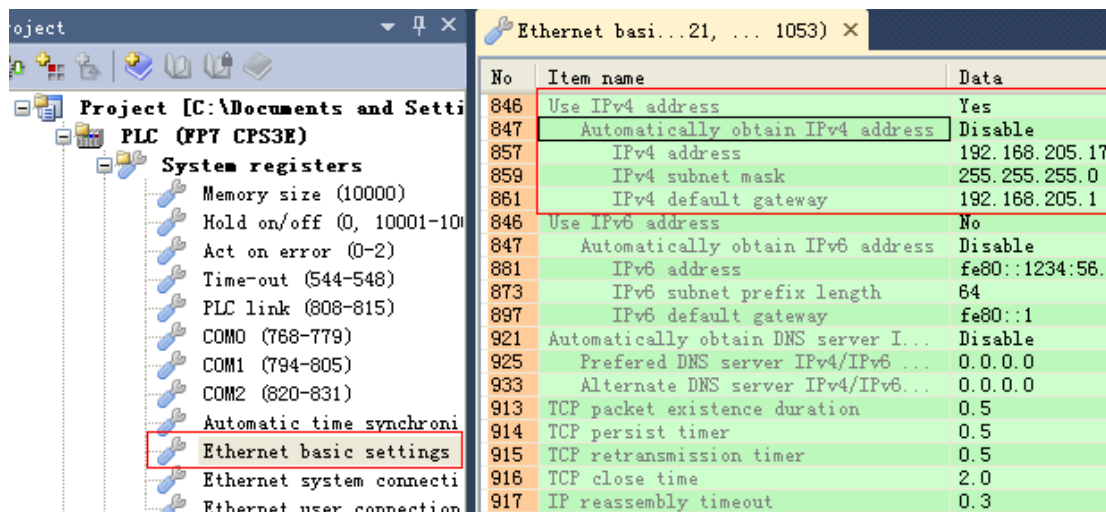 oject
Project [C:\Documents and Setti
PLC (FP7 CPS3E)
System registers
Memory size (10000)
Hold on/off (0, 10001-10
Act on error (0-2)
Time-out (544-548)
PLC link (808-815)
COM0 (768-779)
COM1 (794-805)
COM2 (820-831)
Automatic time synchroni
Ethernet basic settings
Ethernet system connecti
Ethernet user connection
Ethernet basi...21, ... 1053)
No Item name Data
846 Use IPv4 address Yes
847 Automatically obtain IPv4 address Disable
857 IPv4 address 192.168.205.17
859 IPv4 subnet mask 255.255.255.0
861 IPv4 default gateway 192.168.205.1
846 Use IPv6 address No
847 Automatically obtain IPv6 address Disable
881 IPv6 address fe80::1234:56.
873 IPv6 subnet prefix length 64
897 IPv6 default gateway fe80::1
921 Automatically obtain DNS server I... Disable
925 Prefered DNS server IPv4/IPv6 ... 0.0.0.0
933 Alternate DNS server IPv4/IPv6... 0.0.0.0
913 TCP packet existence duration 0.5
914 TCP persist timer 0.5
915 TCP retransmission timer 0.5
916 TCP close time 2.0
917 IP reassembly timeout 0.3